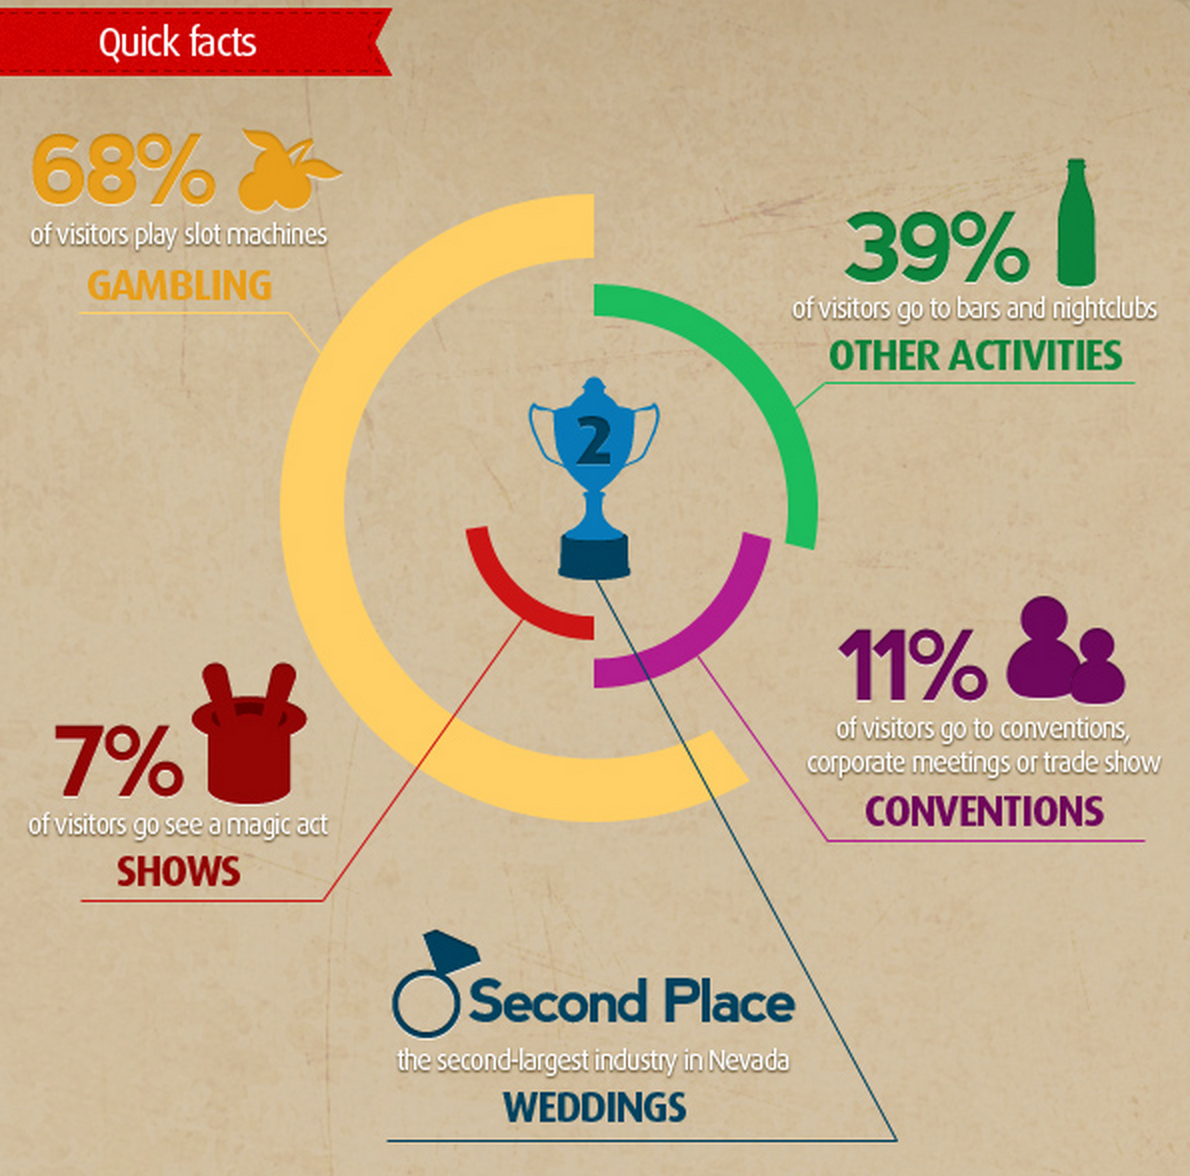 Quick facts
68%
of visitors play slot machines
GAMBLING
39%
of visitors go to bars and nightclubs
OTHER ACTIVITIES
2
7%
of visitors go see a magic act
SHOWS
11%
of visitors go to conventions,
corporate meetings or trade show
CONVENTIONS
Second Place
the second-largest industry in Nevada
WEDDINGS